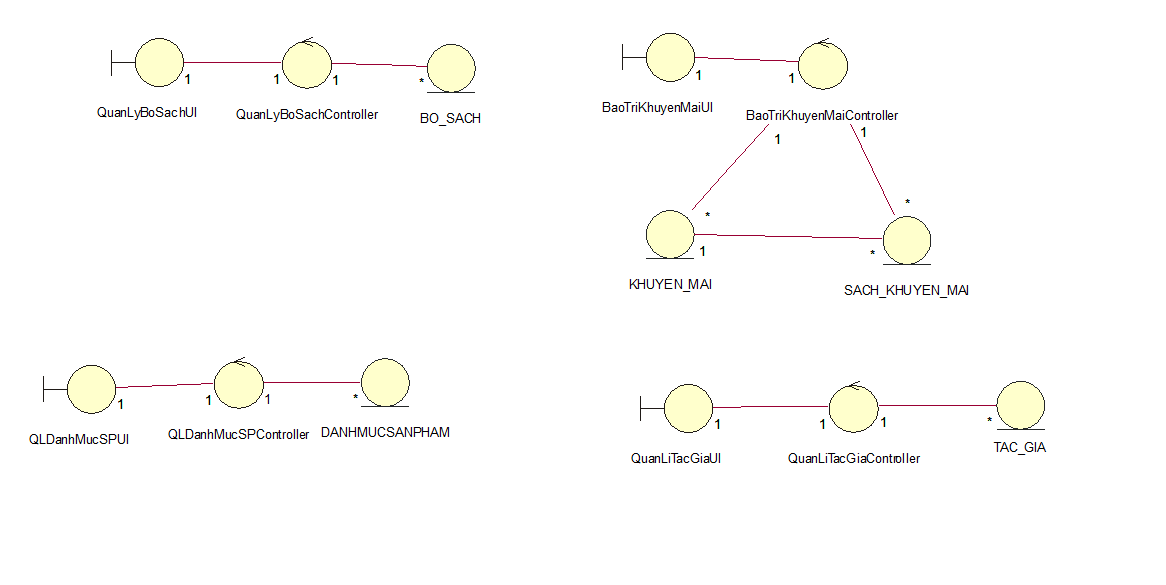 1 1 1 *
QuanLyBoSachUI QuanLyBoSachController BO_SACH
1 1
BaoTriKhuyenMaiUI BaoTriKhuyenMaiController
1 1
* *
1 *
KHUYEN_MAI SACH_KHUYEN_MAI
1 1 1 *
QLDanhMucSPUI QLDanhMucSPController DANHMUCSANPHAM
1 1 1 *
QuanLiTacGiaUI QuanLiTacGiaController TAC_GIA